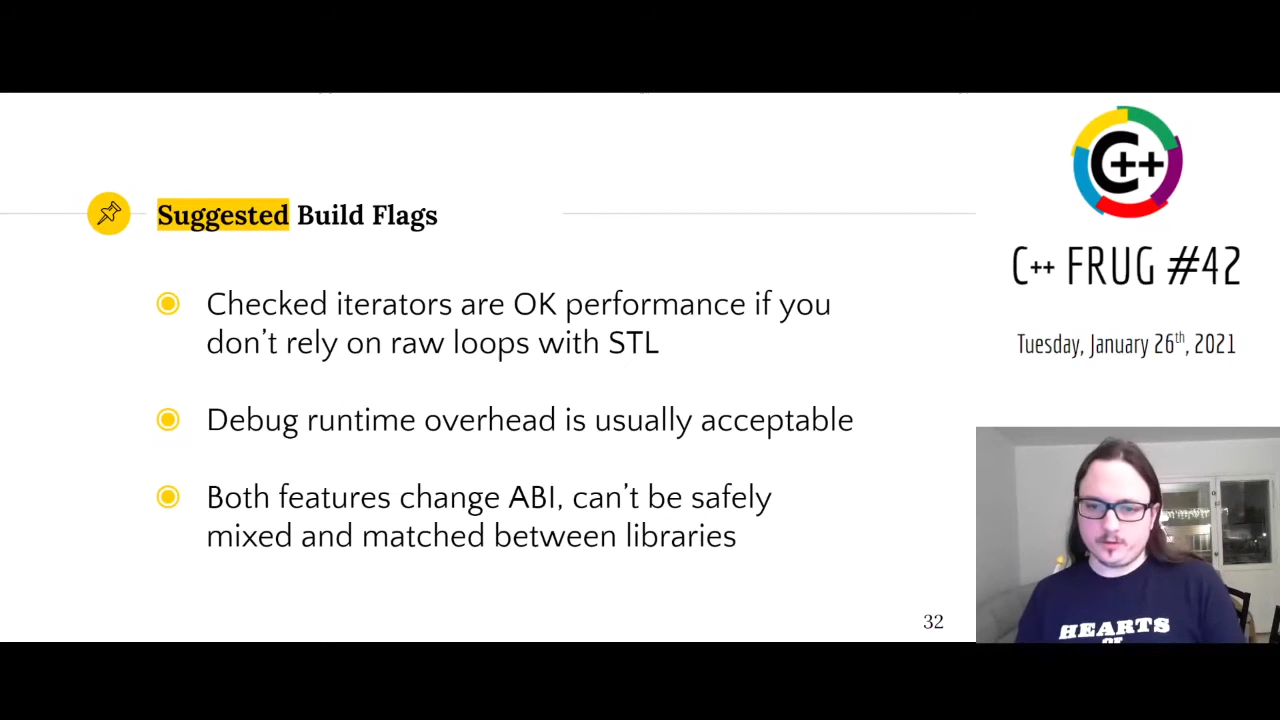 Suggested Build Flags
Checked iterators are OK performance if you
don't rely on raw loops with STL
Debug runtime overhead is usually acceptable
Both features change ABI, can't be safely
mixed and matched between libraries
32
C++
C++ FRUG #42
Tuesday, January 26th, 2021
HEARTS
OF